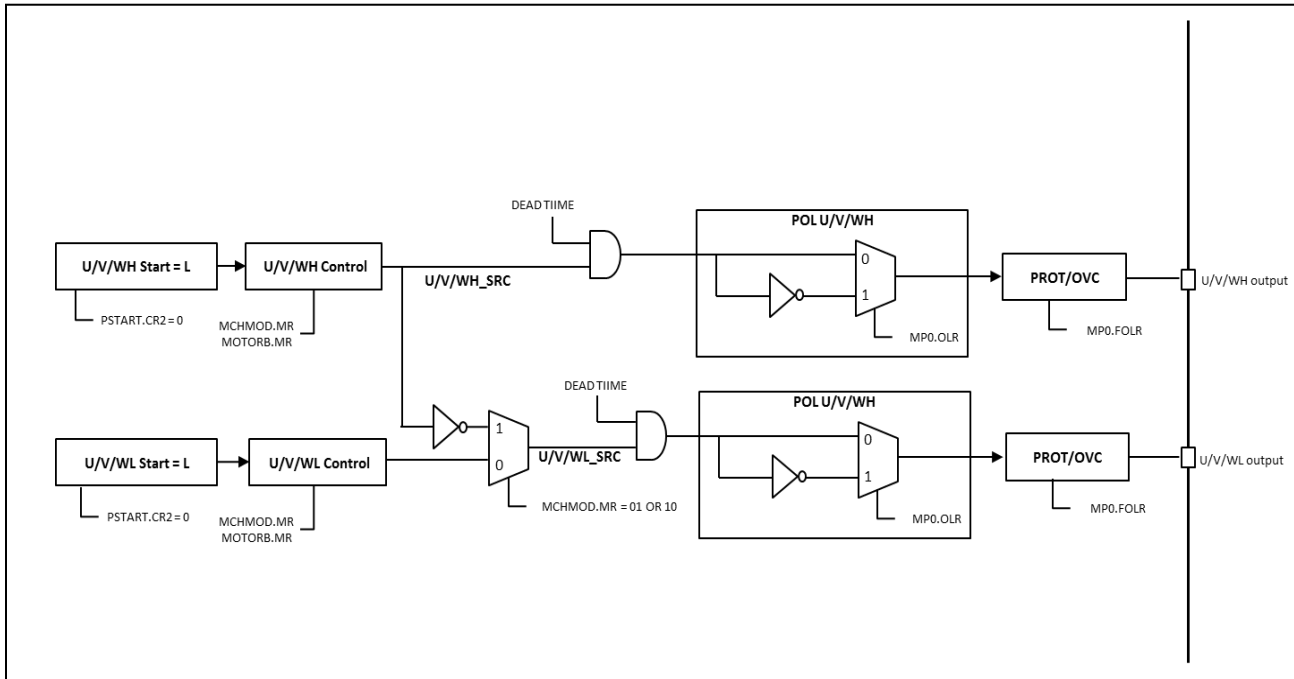 DEAD TIIME
POL U/V/WH
U/V/WH Start = L
U/V/WH Control
U/V/WH_SRC
0
1
PROT/OVC
U/V/WH output
PSTART.CR2 = 0
MCHMOD.MR
MOTORB.MR
MP0.OLR
MP0.FOLR
DEAD TIIME
POL U/V/WH
U/V/WL Start = L
U/V/WL Control
1
0
U/V/WL_SRC
0
1
PROT/OVC
U/V/WL output
PSTART.CR2 = 0
MCHMOD.MR
MOTORB.MR
MCHMOD.MR = 01 OR 10
MP0.OLR
MP0.FOLR